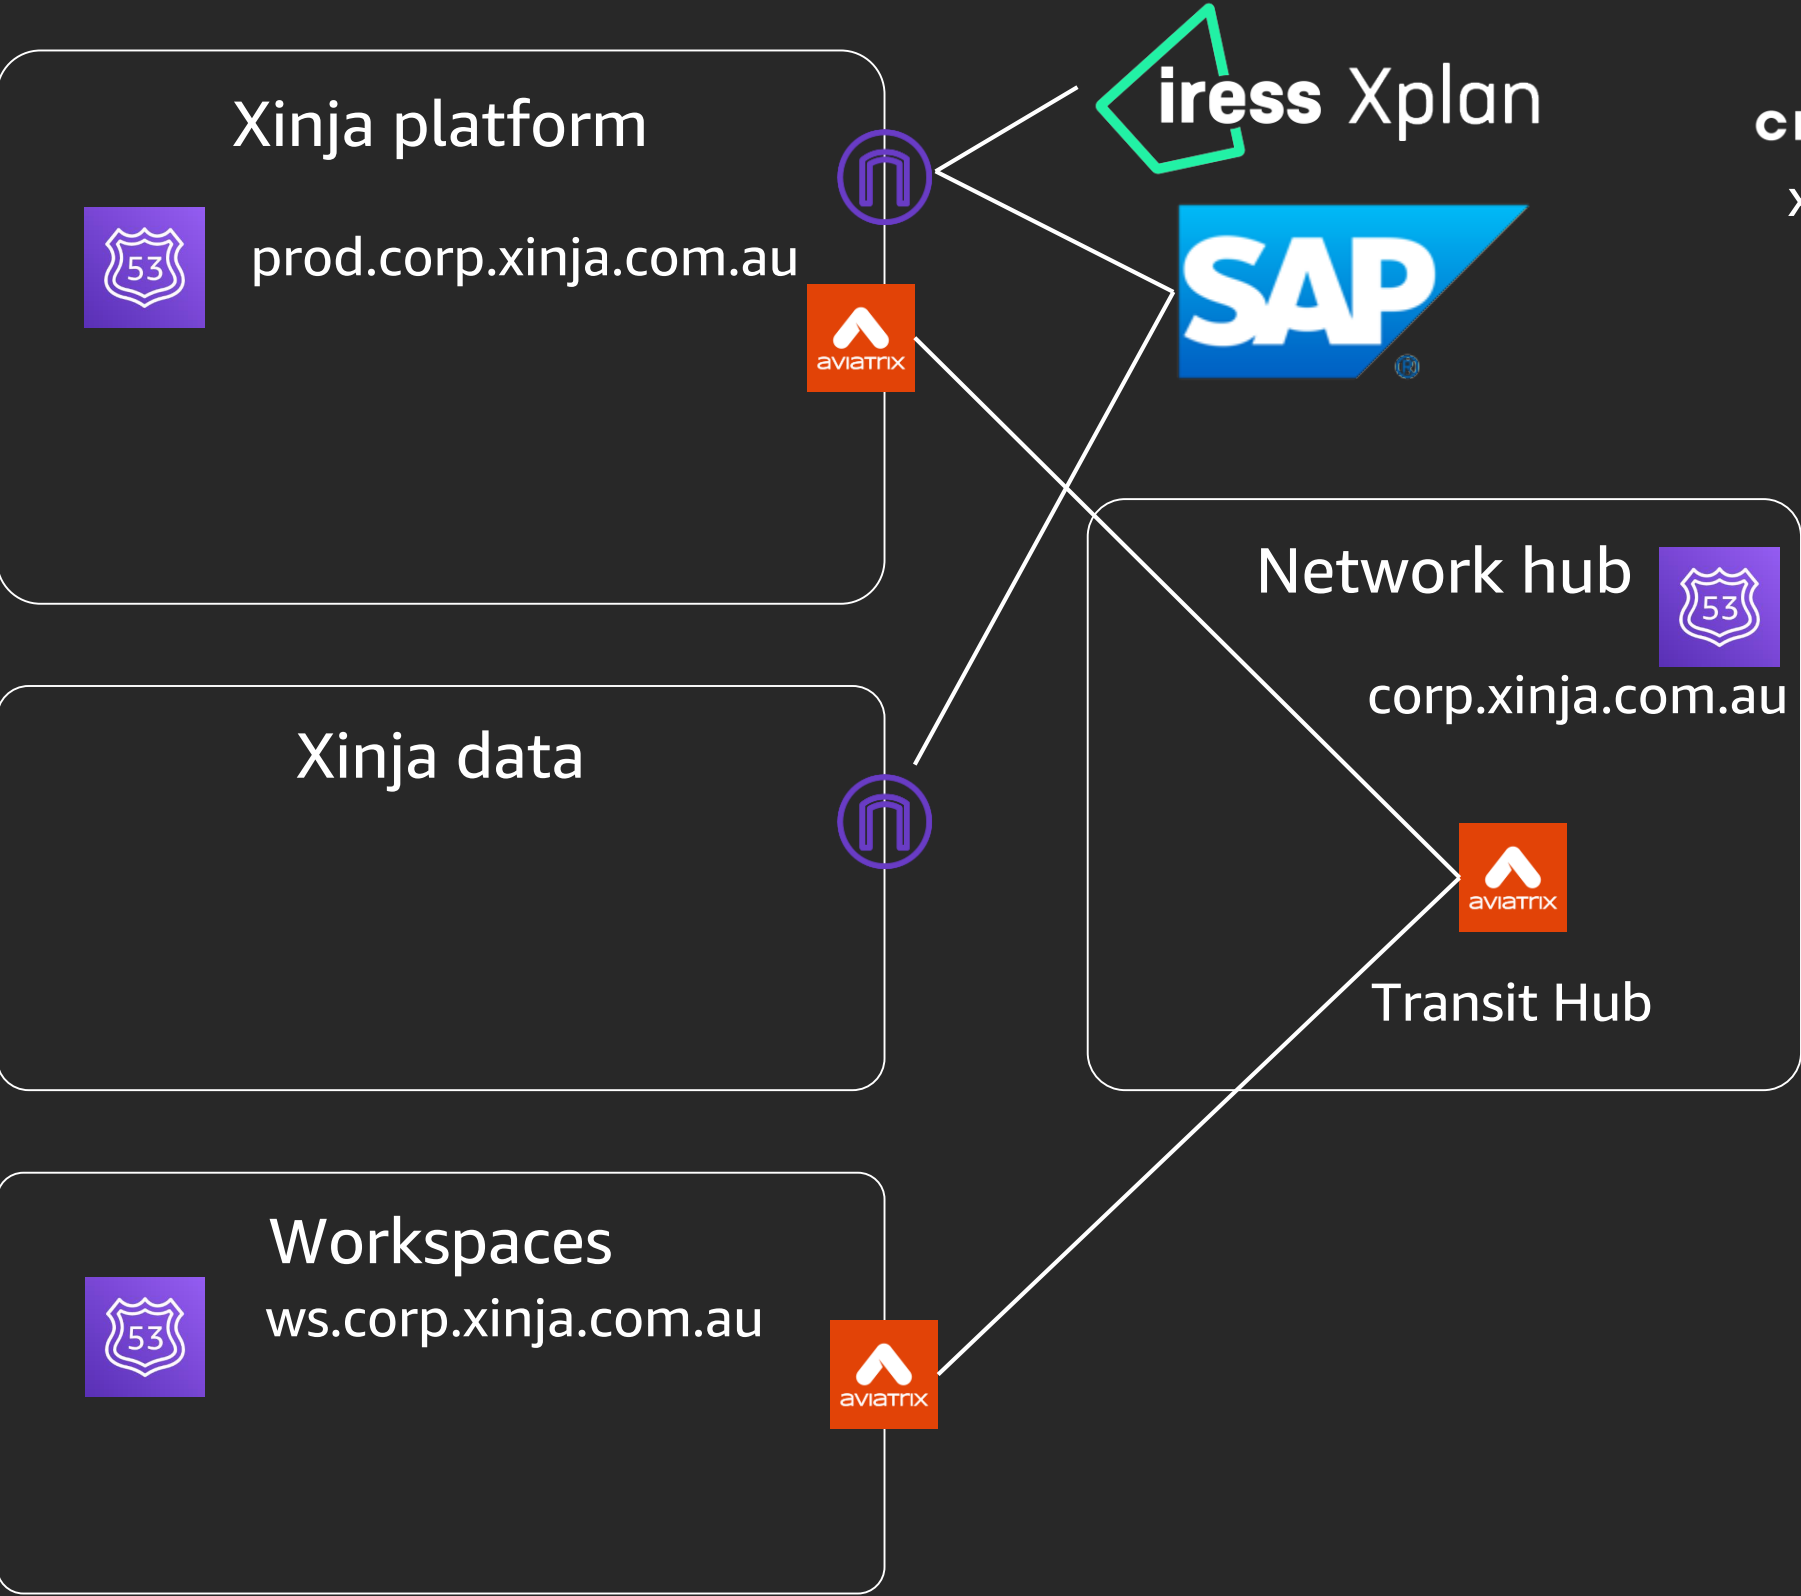 Xinja platform
53
prod.corp.xinja.com.au
aviatrix
iress Xplan
SAP
®
Network hub
53
corp.xinja.com.au
aviatrix
Transit Hub
Xinja data
Workspaces
53
ws.corp.xinja.com.au
aviatrix